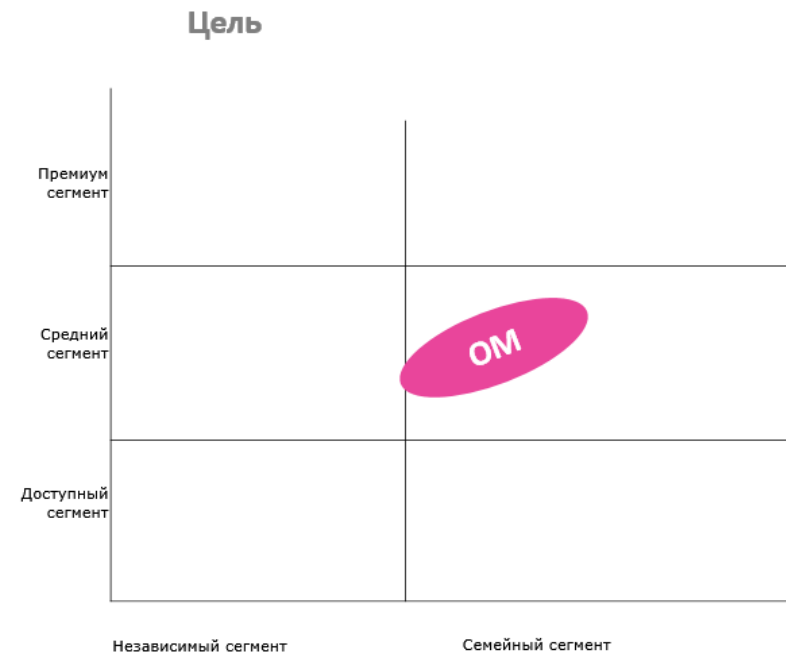 Цель
Премиум
сегмент
Средний
сегмент
ОМ
Доступный
сегмент
Независимый сегмент
Семейный сегмент